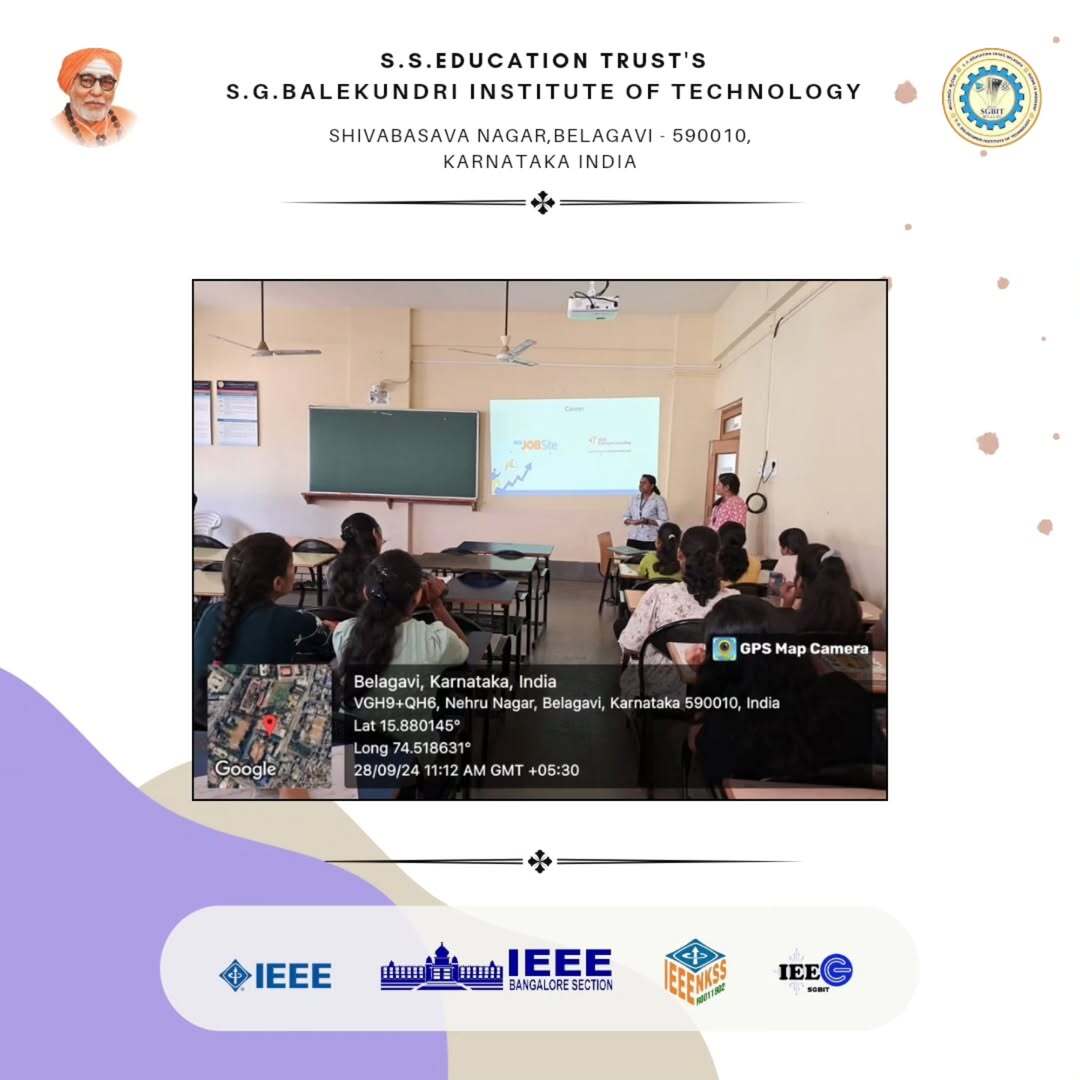 S.S.EDUCATION TRUST'S
S.G.BALEKUNDRI INSTITUTE OF TECHNOLOGY
SHIVABASAVA NAGAR,BELAGAVI - 590010,
KARNATAKA INDIA
SGBIT
Career
JOBSite
GPS Map Camera
Belagavi, Karnataka, India
VGH9+QH6, Nehru Nagar, Belagavi, Karnataka 590010, India
Lat 15.880145°
Long 74.518631°
28/09/24 11:12 AM GMT +05:30
Google
IEEE
IEEE
BANGALORE SECTION
IEEENKSS
IEEE
SGBIT